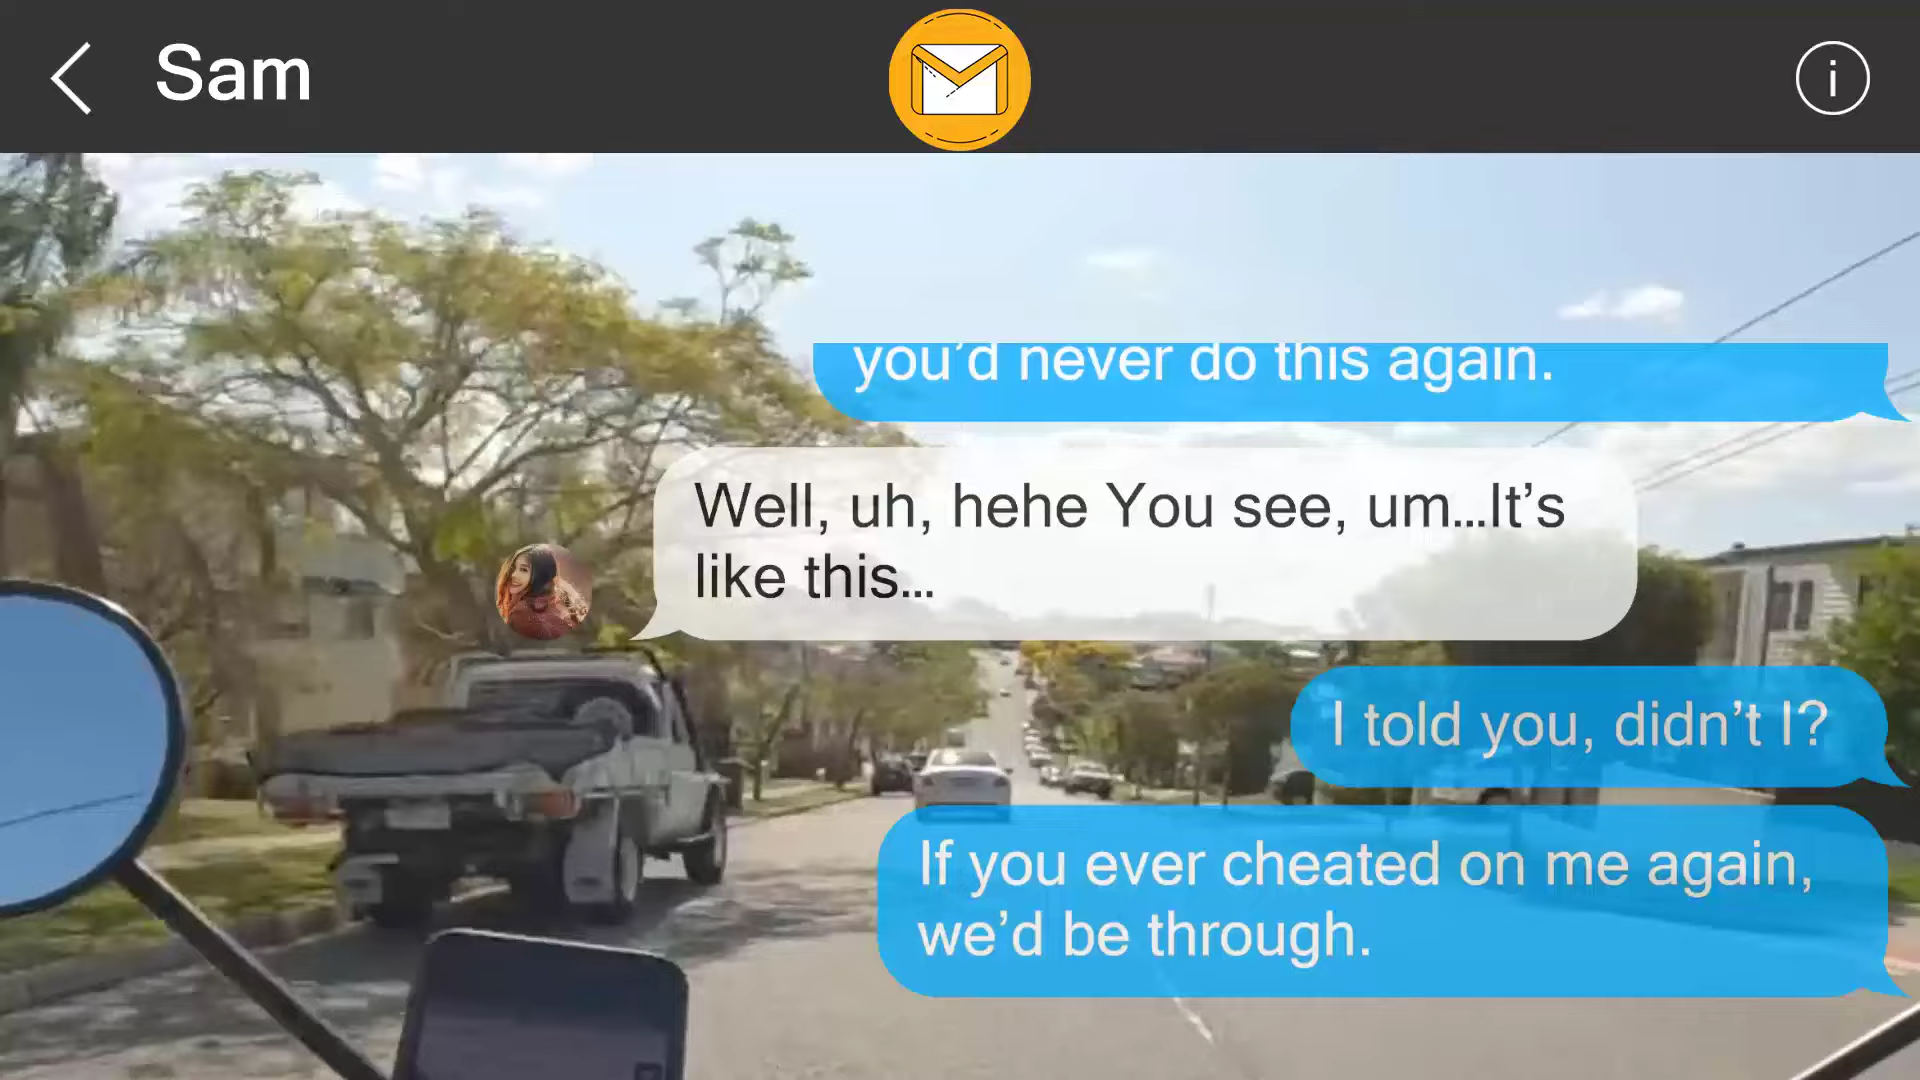 Sam
you’d never do this again.
Well, uh, hehe You see, um...It’s
like this...
I told you, didn’t I?
If you ever cheated on me again,
we’d be through.